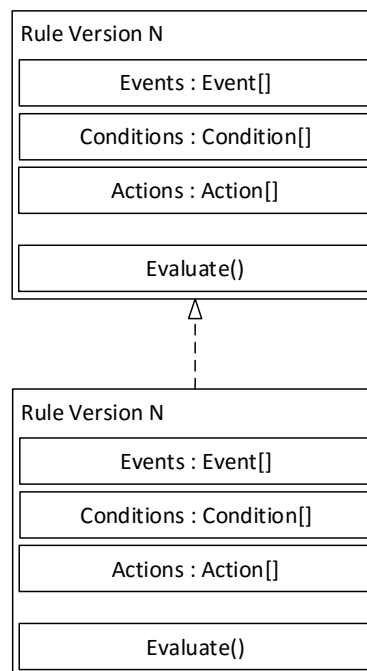 Rule Version N
Events : Event[]
Conditions : Condition[]
Actions : Action[]
Evaluate()
Rule Version N
Events : Event[]
Conditions : Condition[]
Actions : Action[]
Evaluate()